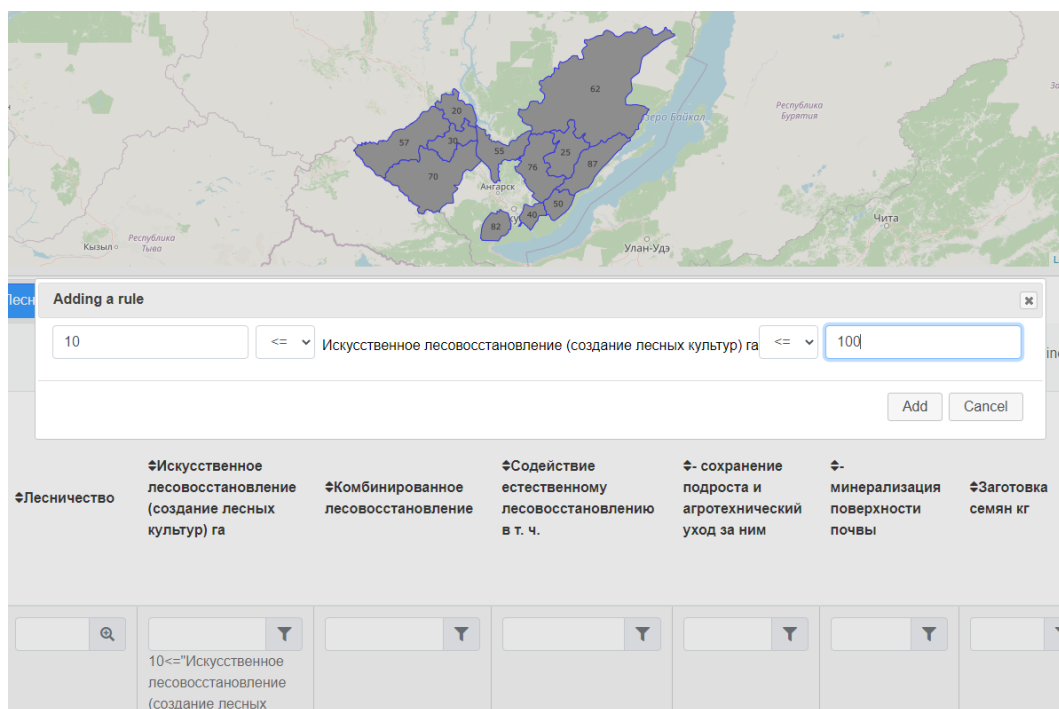 62
20
57
30
55
25
70
76
87
50
40
82
Ангарск
озеро Байкал
Республика
Бурятия
Чита
Улан-Удэ
Кызыл
Республика
Тыва
Adding a rule
10
<=
Искусственное лесовосстановление (создание лесных культур) га
<=
100
Add
Cancel
Лесничество
Искусственное
лесовосстановление
(создание лесных
культур) га
Комбинированное
лесовосстановление
Содействие
естественному
лесовосстановлению
в т. ч.
- сохранение
подроста и
агротехнический
уход за ним
-
минерализация
поверхности
почвы
Заготовка
семян кг
10<="Искусственное
лесовосстановление
(создание лесных